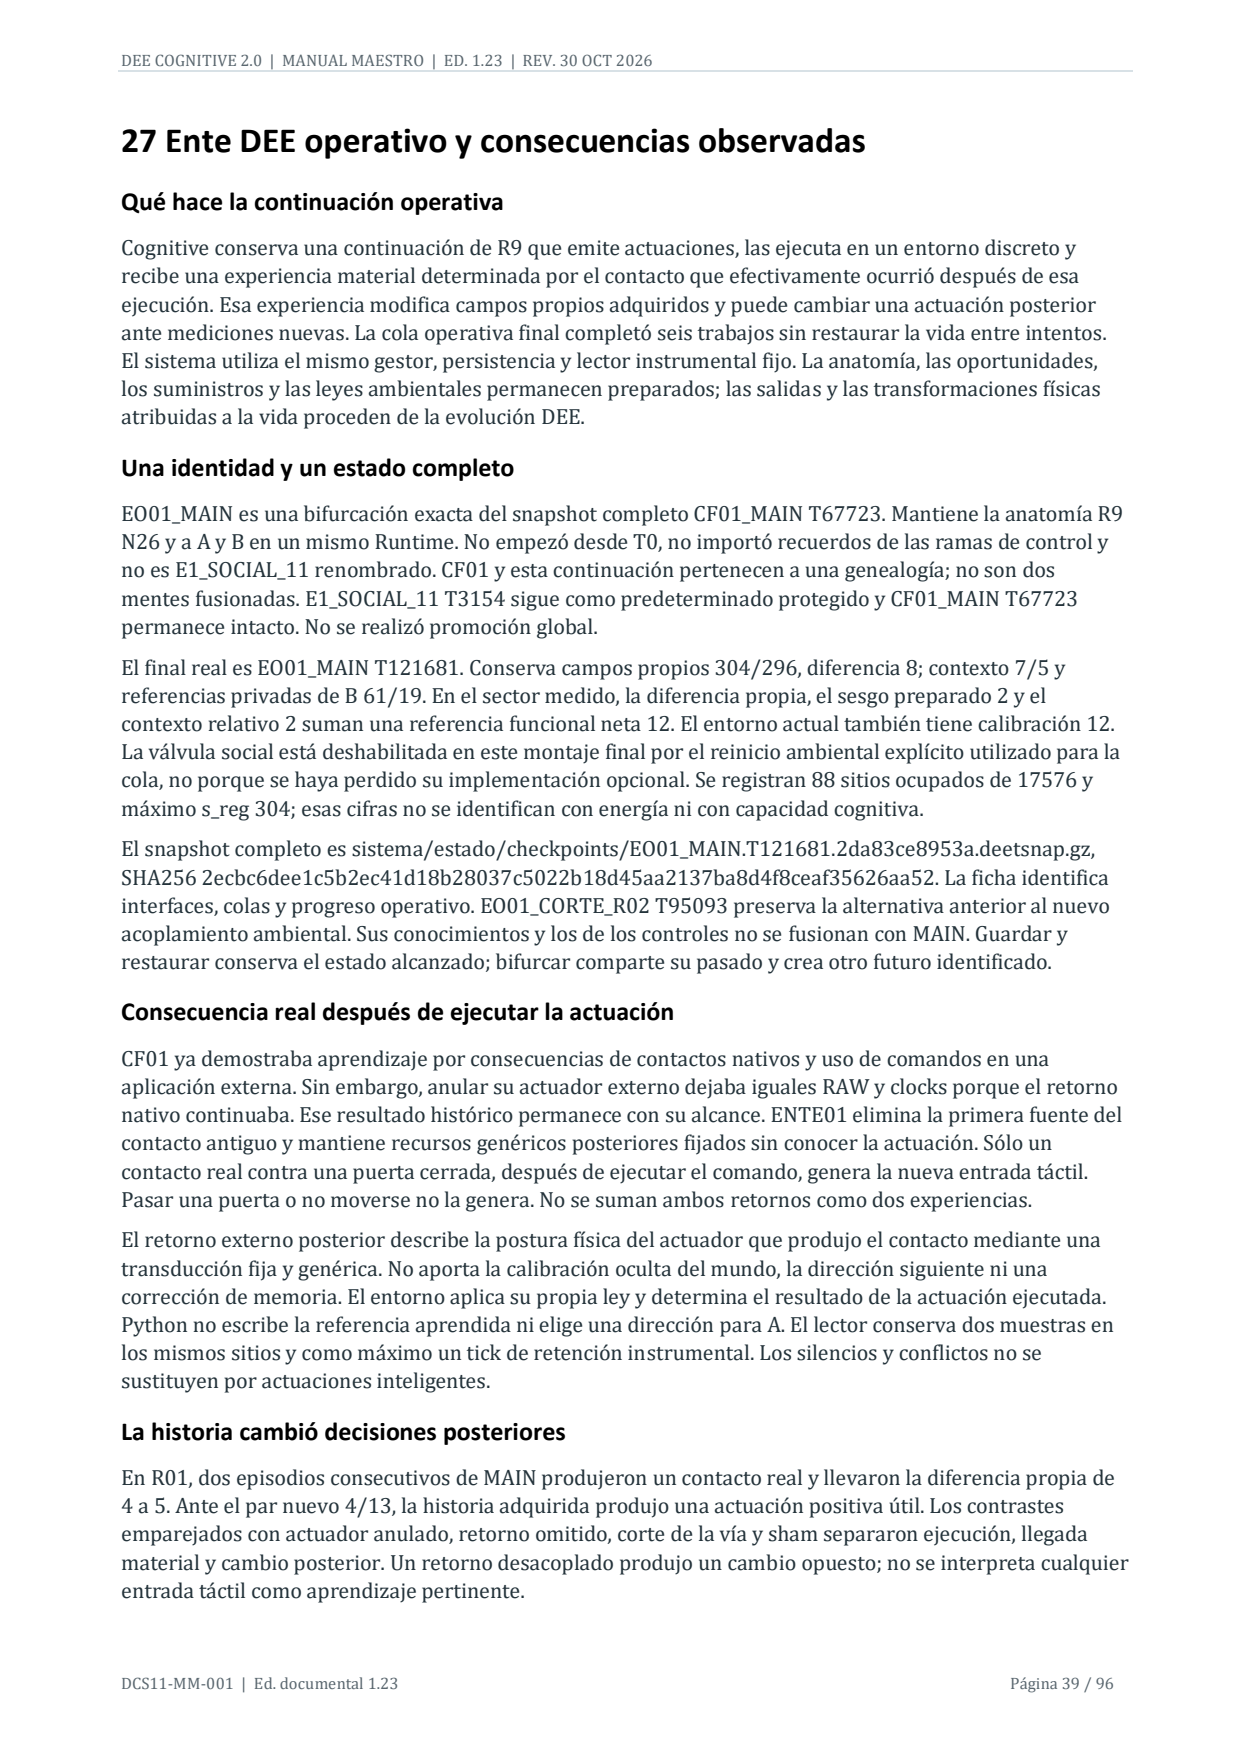 DEE COGNITIVE 2.0 | MANUAL MAESTRO | ED. 1.23 | REV. 30 OCT 2026
27 Ente DEE operativo y consecuencias observadas
Qué hace la continuación operativa
Cognitive conserva una continuación de R9 que emite actuaciones, las ejecuta en un entorno discreto y
recibe una experiencia material determinada por el contacto que efectivamente ocurrió después de esa
ejecución. Esa experiencia modifica campos propios adquiridos y puede cambiar una actuación posterior
ante mediciones nuevas. La cola operativa final completó seis trabajos sin restaurar la vida entre intentos.
El sistema utiliza el mismo gestor, persistencia y lector instrumental fijo. La anatomía, las oportunidades,
los suministros y las leyes ambientales permanecen preparados; las salidas y las transformaciones físicas
atribuidas a la vida proceden de la evolución DEE.
Una identidad y un estado completo
EO01_MAIN es una bifurcación exacta del snapshot completo CF01_MAIN T67723. Mantiene la anatomía R9
N26 y a A y B en un mismo Runtime. No empezó desde T0, no importó recuerdos de las ramas de control y
no es E1_SOCIAL_11 renombrado. CF01 y esta continuación pertenecen a una genealogía; no son dos
mentes fusionadas. E1_SOCIAL_11 T3154 sigue como predeterminado protegido y CF01_MAIN T67723
permanece intacto. No se realizó promoción global.
El final real es EO01_MAIN T121681. Conserva campos propios 304/296, diferencia 8; contexto 7/5 y
referencias privadas de B 61/19. En el sector medido, la diferencia propia, el sesgo preparado 2 y el
contexto relativo 2 suman una referencia funcional neta 12. El entorno actual también tiene calibración 12.
La válvula social está deshabilitada en este montaje final por el reinicio ambiental explícito utilizado para la
cola, no porque se haya perdido su implementación opcional. Se registran 88 sitios ocupados de 17576 y
máximo s_reg 304; esas cifras no se identifican con energía ni con capacidad cognitiva.
El snapshot completo es sistema/estado/checkpoints/EO01_MAIN.T121681.2da83ce8953a.deetsnap.gz,
SHA256 2ecbc6dee1c5b2ec41d18b28037c5022b18d45aa2137ba8d4f8ceaf35626aa52. La ficha identifica
interfaces, colas y progreso operativo. EO01_CORTE_R02 T95093 preserva la alternativa anterior al nuevo
acoplamiento ambiental. Sus conocimientos y los de los controles no se fusionan con MAIN. Guardar y
restaurar conserva el estado alcanzado; bifurcar comparte su pasado y crea otro futuro identificado.
Consecuencia real después de ejecutar la actuación
CF01 ya demostraba aprendizaje por consecuencias de contactos nativos y uso de comandos en una
aplicación externa. Sin embargo, anular su actuador externo dejaba iguales RAW y clocks porque el retorno
nativo continuaba. Ese resultado histórico permanece con su alcance. ENTE01 elimina la primera fuente del
contacto antiguo y mantiene recursos genéricos posteriores fijados sin conocer la actuación. Sólo un
contacto real contra una puerta cerrada, después de ejecutar el comando, genera la nueva entrada táctil.
Pasar una puerta o no moverse no la genera. No se suman ambos retornos como dos experiencias.
El retorno externo posterior describe la postura física del actuador que produjo el contacto mediante una
transducción fija y genérica. No aporta la calibración oculta del mundo, la dirección siguiente ni una
corrección de memoria. El entorno aplica su propia ley y determina el resultado de la actuación ejecutada.
Python no escribe la referencia aprendida ni elige una dirección para A. El lector conserva dos muestras en
los mismos sitios y como máximo un tick de retención instrumental. Los silencios y conflictos no se
sustituyen por actuaciones inteligentes.
La historia cambió decisiones posteriores
En R01, dos episodios consecutivos de MAIN produjeron un contacto real y llevaron la diferencia propia de
4 a 5. Ante el par nuevo 4/13, la historia adquirida produjo una actuación positiva útil. Los contrastes
emparejados con actuador anulado, retorno omitido, corte de la vía y sham separaron ejecución, llegada
material y cambio posterior. Un retorno desacoplado produjo un cambio opuesto; no se interpreta cualquier
entrada táctil como aprendizaje pertinente.
DCS11-MM-001 | Ed. documental 1.23
Página 39 / 96